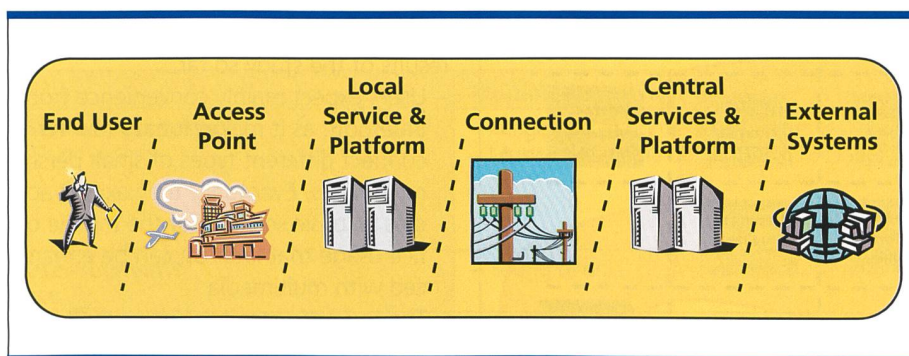 End User
Access
Point
Local
Service &
Platform
Connection
Central
Services &
Platform
External
Systems